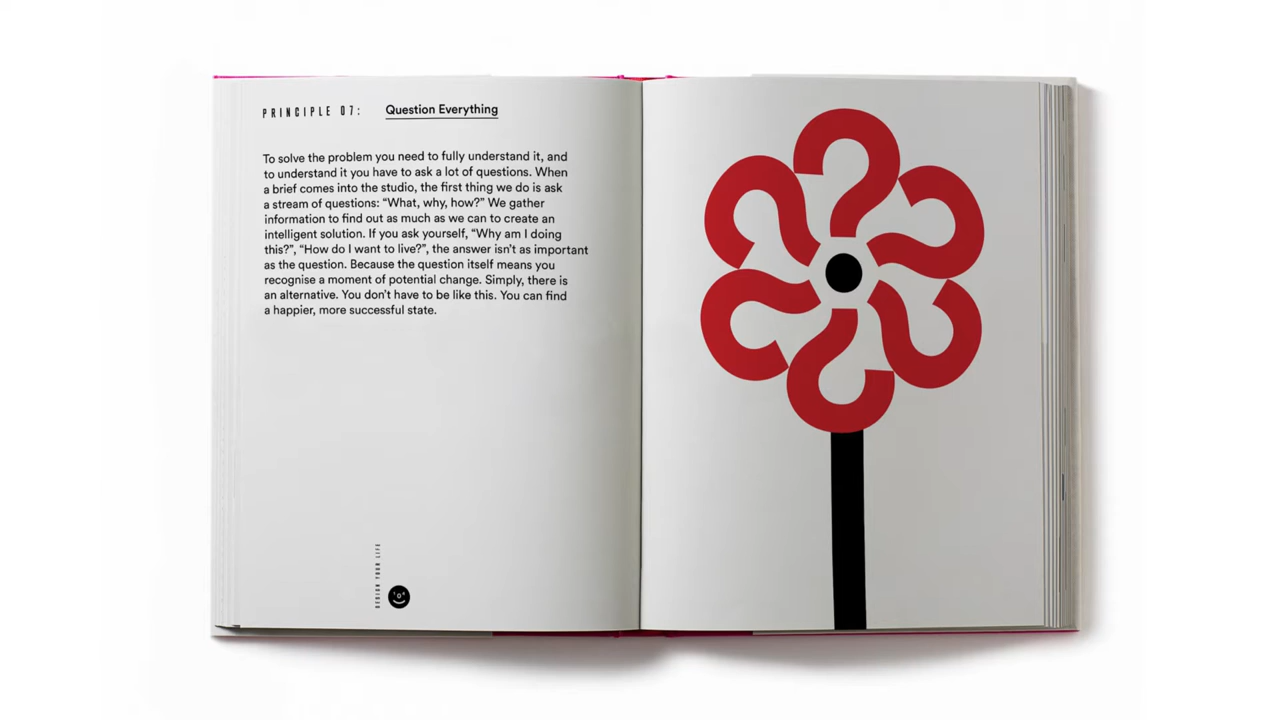 PRINCIPLE 07: Question Everything
To solve the problem you need to fully understand it, and
to understand it you have to ask a lot of questions. When
a brief comes into the studio, the first thing we do is ask
a stream of questions: “What, why, how?” We gather
information to find out as much as we can to create an
intelligent solution. If you ask yourself, “Why am I doing
this?”, “How do I want to live?”, the answer isn’t as important
as the question. Because the question itself means you
recognise a moment of potential change. Simply, there is
an alternative. You don’t have to be like this. You can find
a happier, more successful state.
DESIGN YOUR LIFE
? ? ? ? ? ?